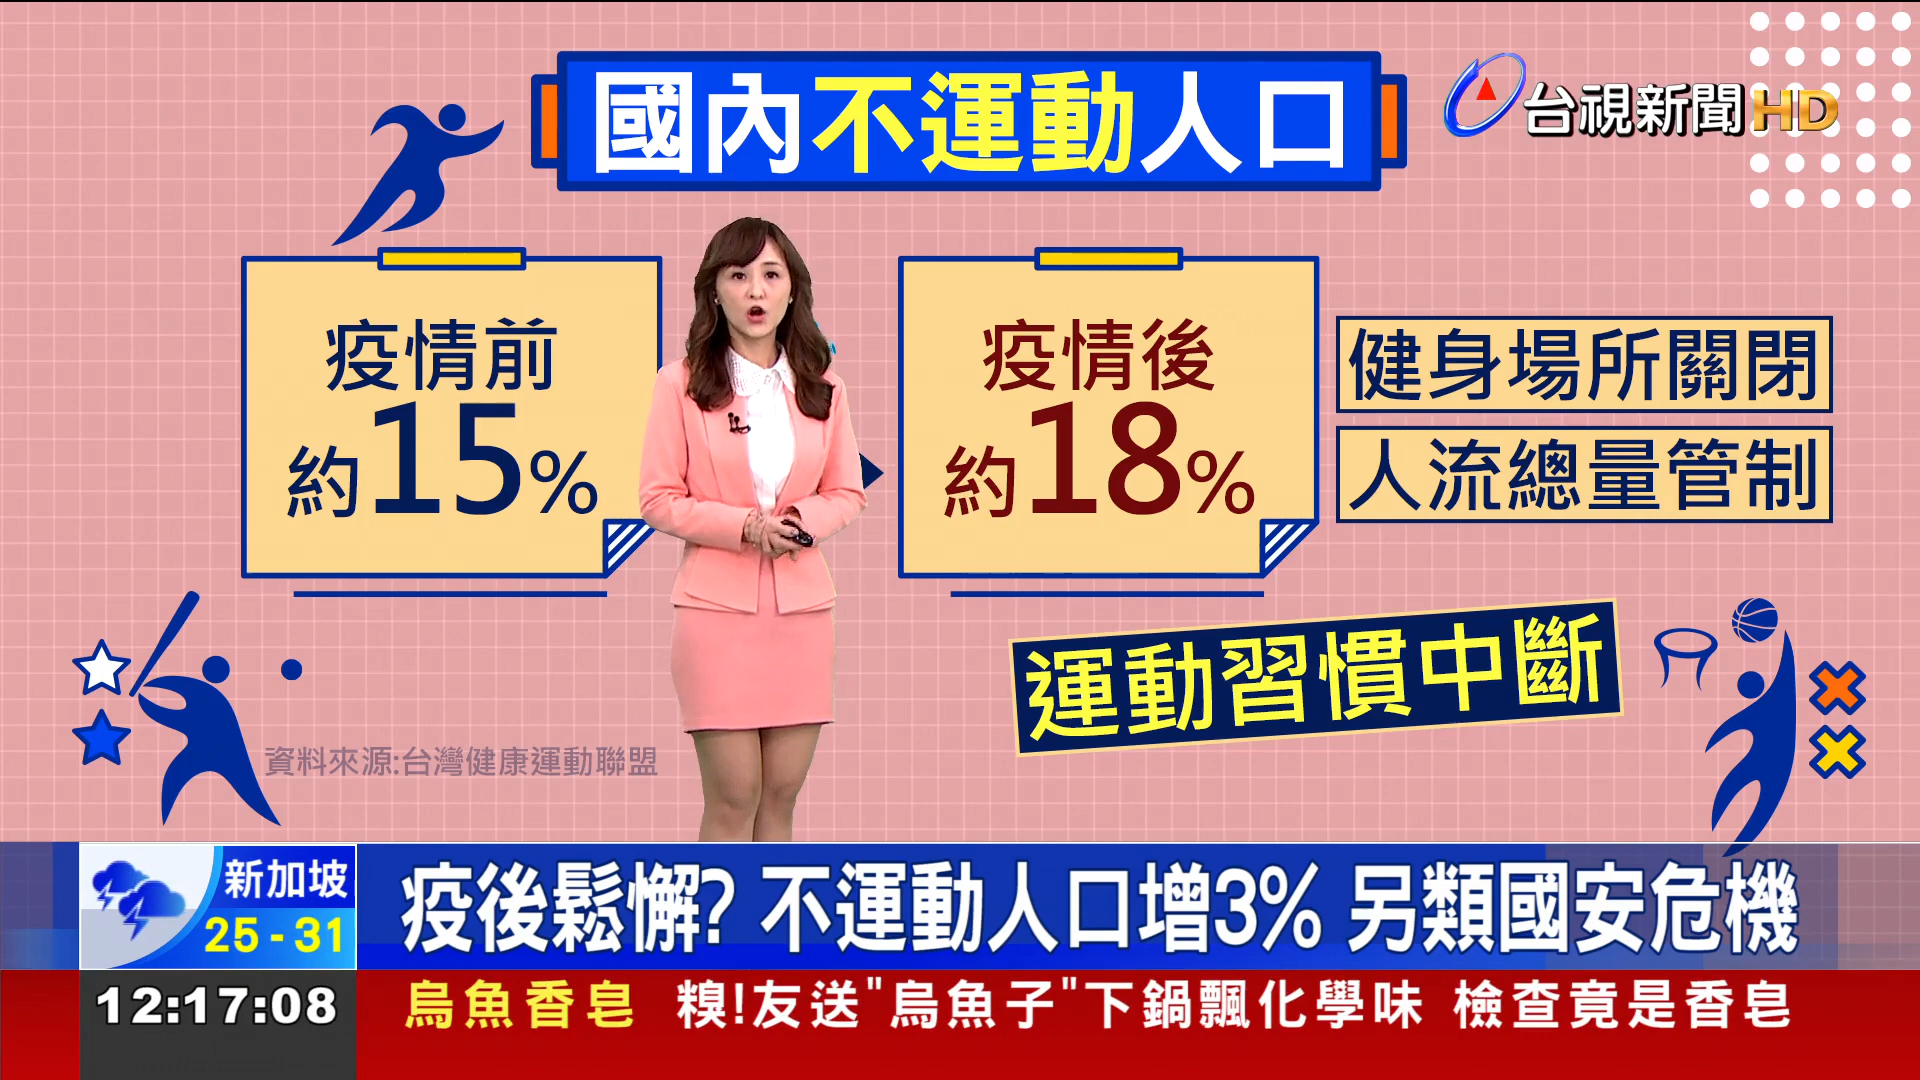 國內不運動人口
台視新聞HD
疫情前
約15%
疫情後
約18%
健身場所關閉
人流總量管制
運動習慣中斷
資料來源:台灣健康運動聯盟
新加坡
25-31
疫後鬆懈? 不運動人口增3% 另類國安危機
12:17:08
烏魚香皂 糗!友送"烏魚子"下鍋飄化學味 檢查竟是香皂